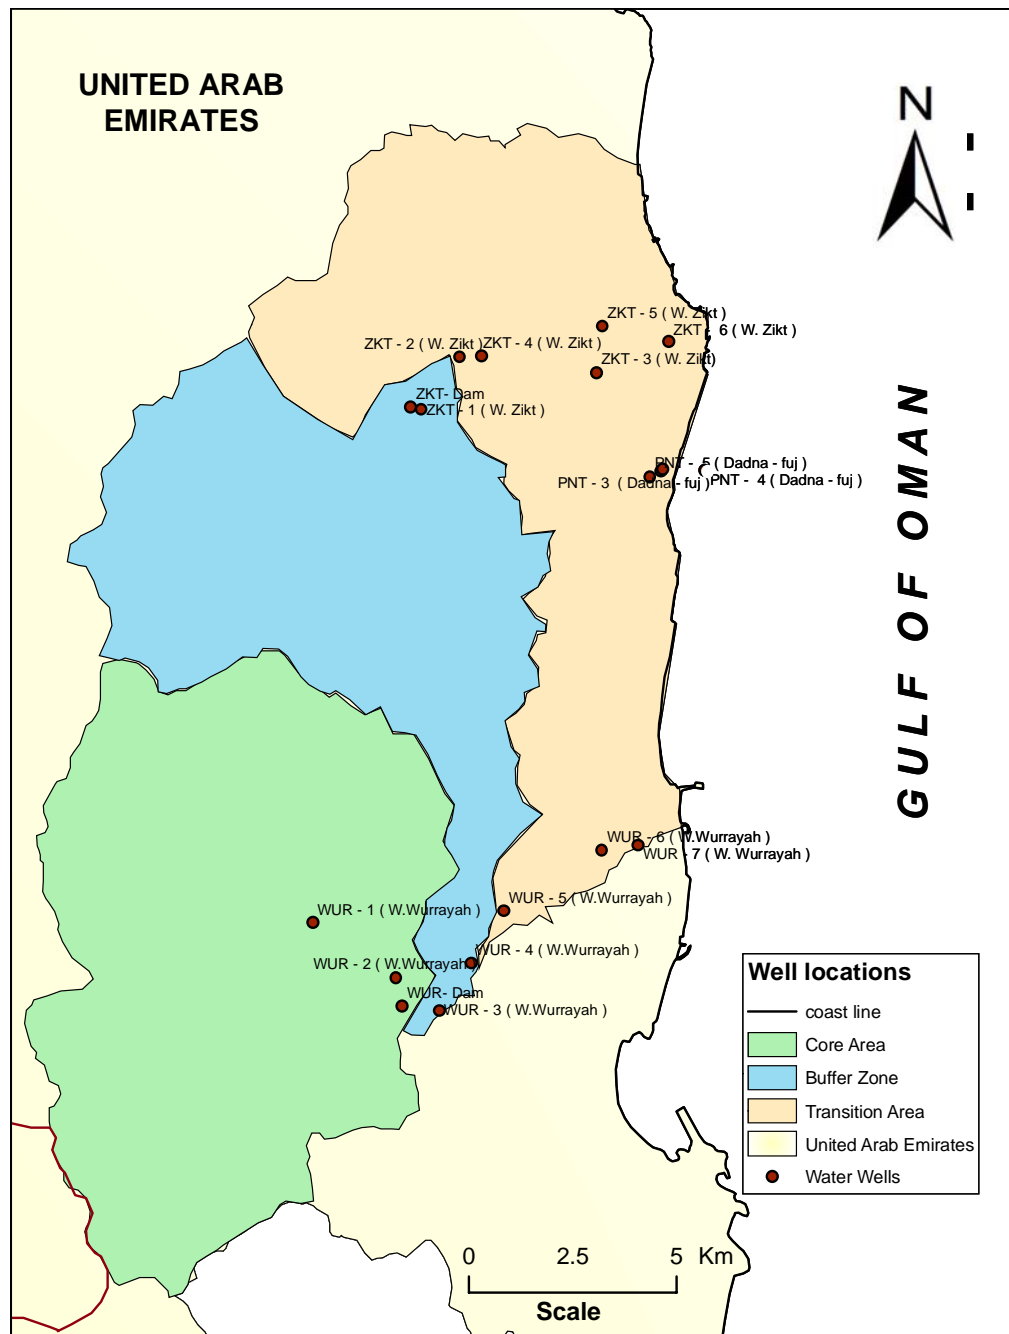 UNITED ARAB
EMIRATES
N
ZKT - 5 ( W. Zikt )
ZKT - 6 ( W. Zikt )
ZKT - 2 ( W. Zikt )
ZKT - 4 ( W. Zikt )
ZKT - 3 ( W. Zikt)
ZKT- Dam
ZKT - 1 ( W. Zikt )
PNT - 5 ( Dadna - fuj )
PNT - 3 ( Dadna - fuj )
PNT - 4 ( Dadna - fuj )
GULF OF OMAN
WUR - 6 ( W.Wurrayah )
WUR - 7 ( W. Wurrayah )
WUR - 5 ( W.Wurrayah )
WUR - 1 ( W.Wurrayah )
WUR - 4 ( W.Wurrayah )
WUR - 2 ( W.Wurrayah )
WUR- Dam
WUR - 3 ( W.Wurrayah )
Well locations
coast line
Core Area
Buffer Zone
Transition Area
United Arab Emirates
Water Wells
0 2.5 5 Km
Scale